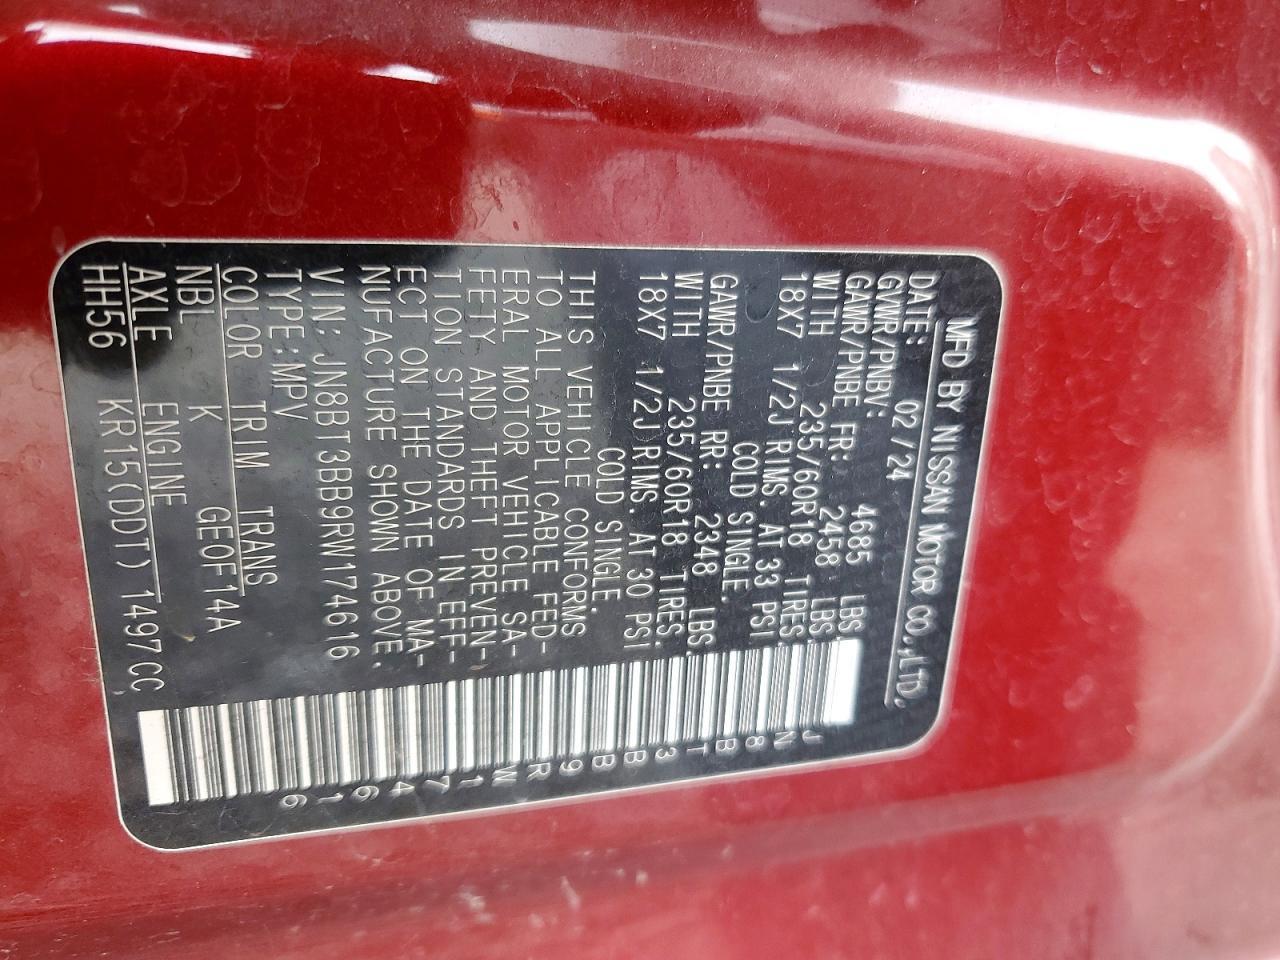 MFD BY NISSAN MOTOR CO.,LTD.
DATE: 02/24
GVWR/PNBV: 4685 LBS.
GAWR/PNBE FR: 2458 LBS.
WITH 235/60R18 TIRES.
18X7 1/2J RIMS. AT 33 PSI
COLD SINGLE.
GAWR/PNBE RR: 2348 LBS.
WITH 235/60R18 TIRES.
18X7 1/2J RIMS. AT 30 PSI
COLD SINGLE.
THIS VEHICLE CONFORMS
TO ALL APPLICABLE FED-
ERAL MOTOR VEHICLE SA-
FETY AND THEFT PREVEN-
TION STANDARDS IN EFF-
ECT ON THE DATE OF MA-
NUFACTURE SHOWN ABOVE.
VIN: JN8BT3BB9RW174616
TYPE:MPV
COLOR TRIM TRANS
NBL K GE0F14A
AXLE ENGINE
HH56 KR15(DDT) 1497CC
JN8BT3BB9RW174616